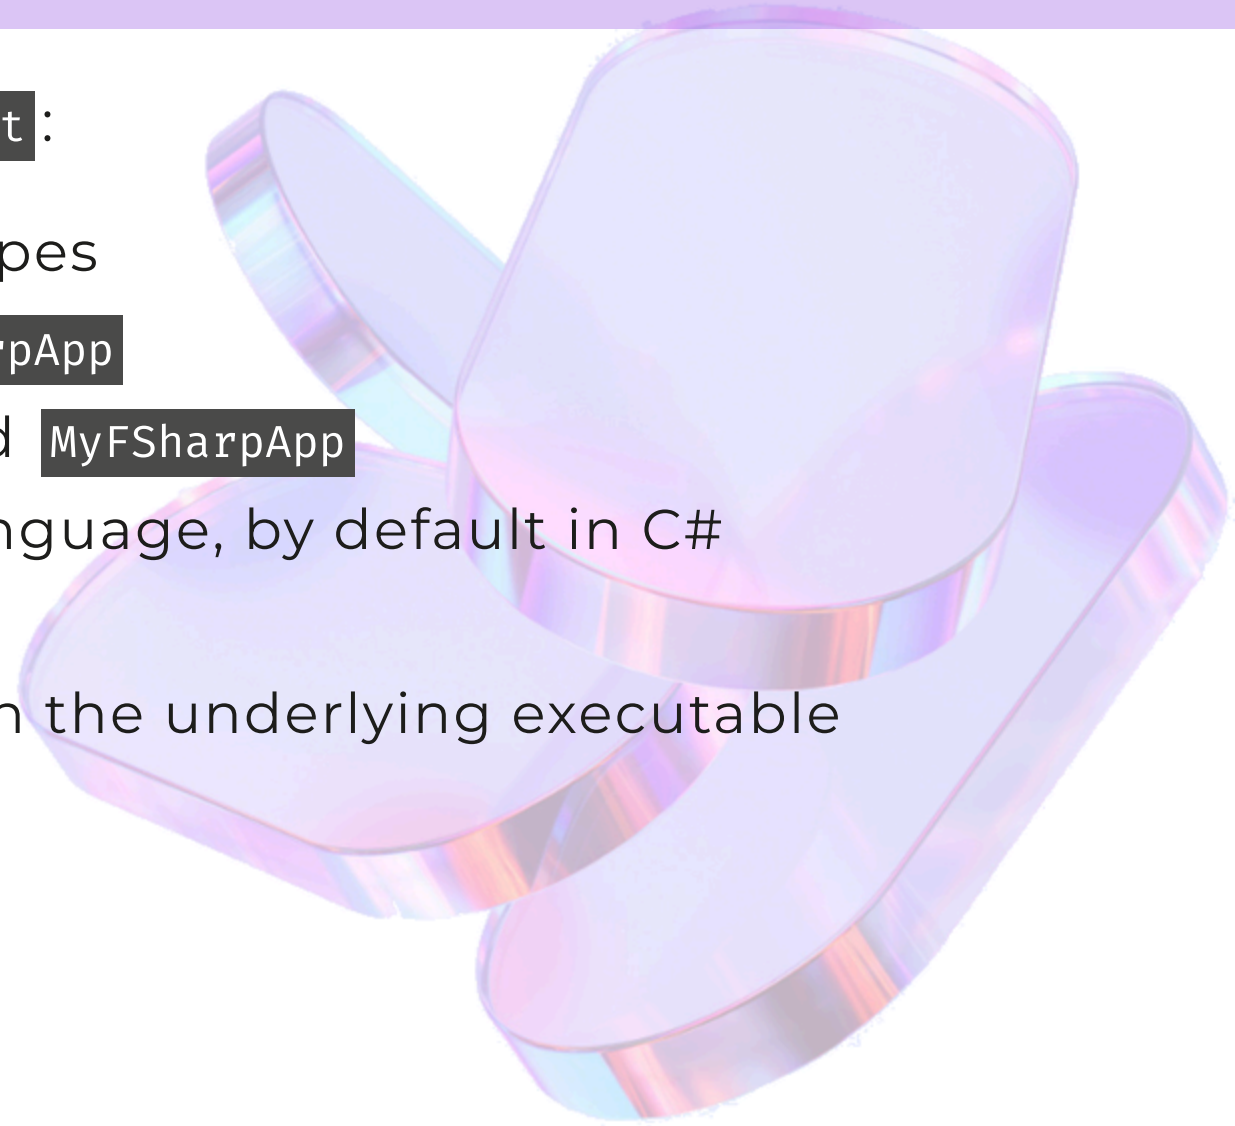 t:
pes
rpApp
d MyFSharpApp
nguage, by default in C#
n the underlying executable